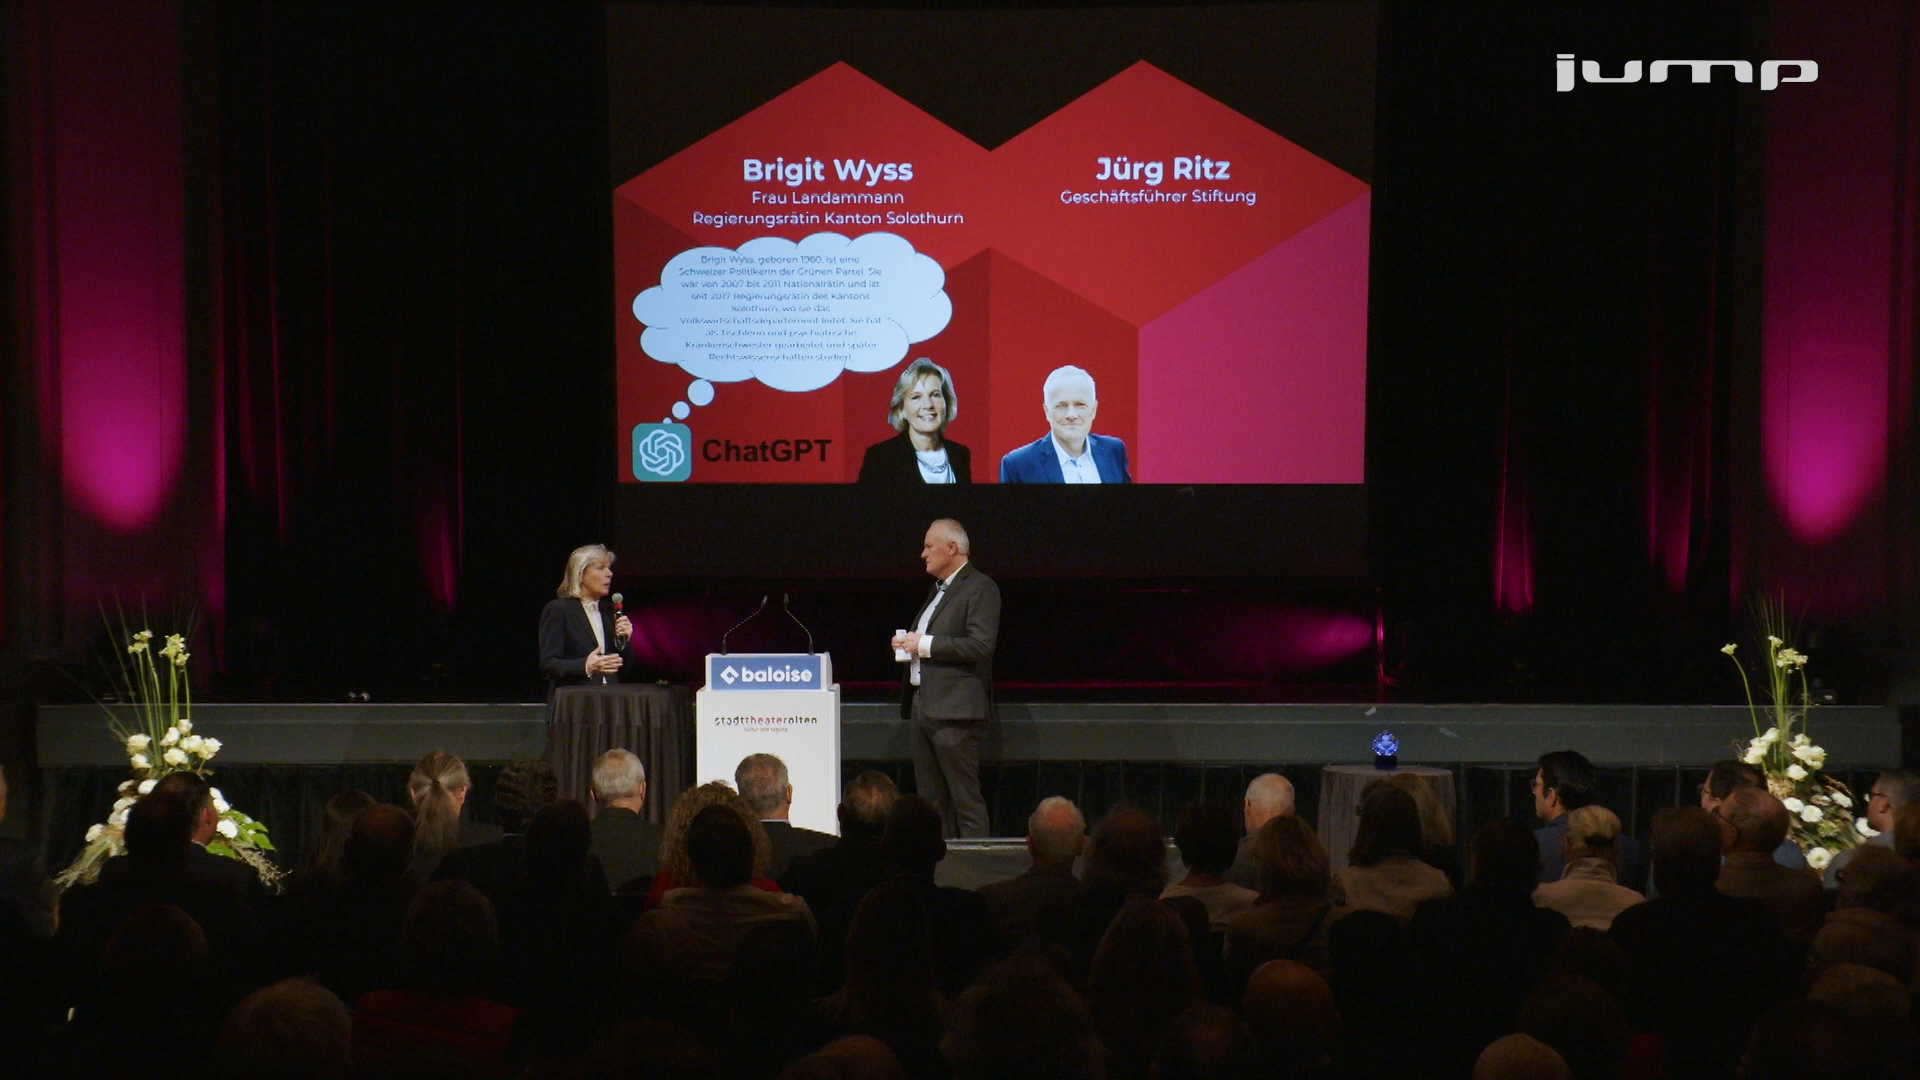 jump
Brigit Wyss
Frau Landammann
Regierungsrätin Kanton Solothurn
Jürg Ritz
Geschäftsführer Stiftung
Brigit Wyss, geboren 1960, ist eine
Schweizer Politikerin der Grünen Partei. Sie
war von 2007 bis 2011 Nationalrätin und ist
seit 2017 Regierungsrätin des Kantons
Solothurn, wo sie das
Volkswirtschaftsdepartement leitet. Sie hat
als Tischlerin und psychiatrische
Krankenschwester gearbeitet und später
Rechtswissenschaften studiert.
ChatGPT
baloise
stadttheaterolten